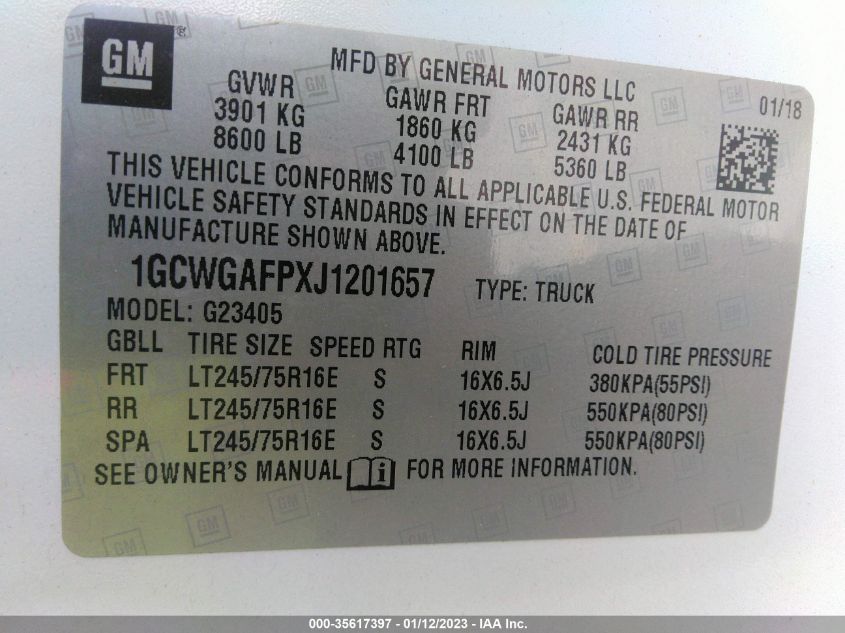 GM®
MFD BY GENERAL MOTORS LLC
01/18
GVWR GAWR FRT GAWR RR
3901 KG 1860 KG 2431 KG
8600 LB 4100 LB 5360 LB
THIS VEHICLE CONFORMS TO ALL APPLICABLE U.S. FEDERAL MOTOR
VEHICLE SAFETY STANDARDS IN EFFECT ON THE DATE OF
MANUFACTURE SHOWN ABOVE.
1GCWGAFPXJ1201657 TYPE: TRUCK
MODEL: G23405
GBLL TIRE SIZE SPEED RTG RIM COLD TIRE PRESSURE
FRT LT245/75R16E S 16X6.5J 380KPA(55PSI)
RR LT245/75R16E S 16X6.5J 550KPA(80PSI)
SPA LT245/75R16E S 16X6.5J 550KPA(80PSI)
SEE OWNER'S MANUAL i FOR MORE INFORMATION.
000-35617397 - 01/12/2023 - IAA Inc.